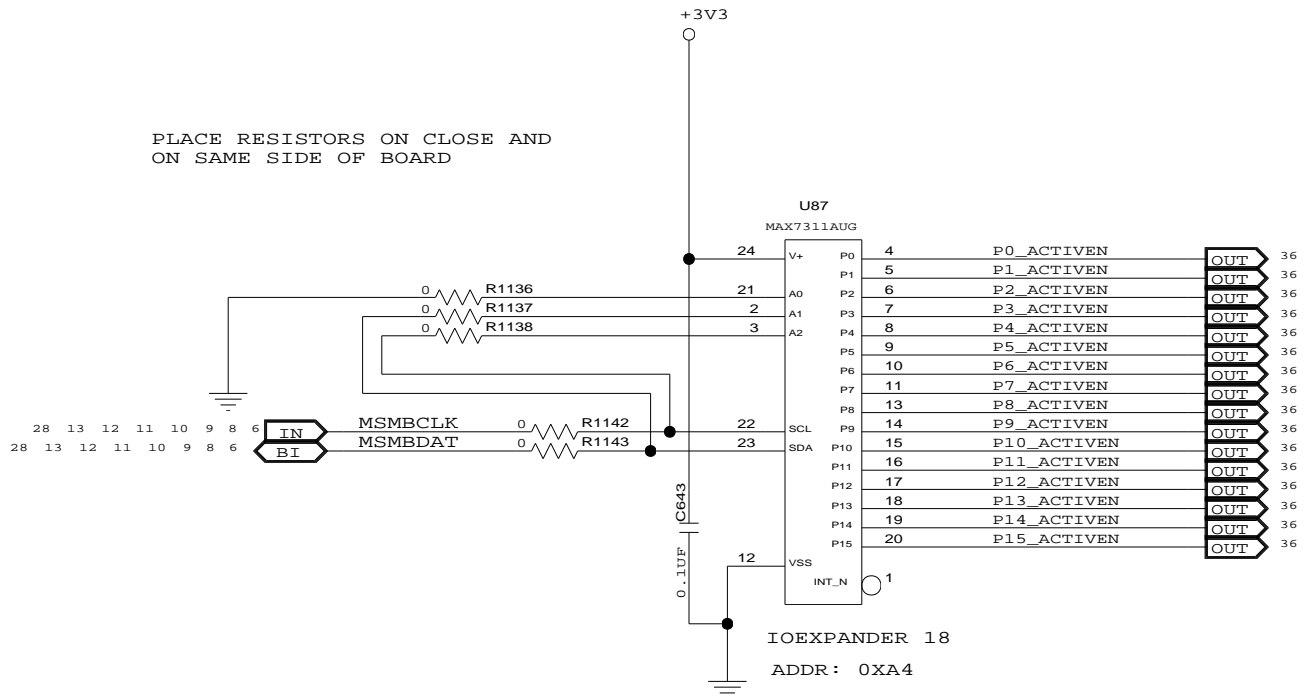 +3V3
PLACE RESISTORS ON CLOSE AND
ON SAME SIDE OF BOARD
U87
MAX7311AUG
24 V+ P0 4 P0_ACTIVEN OUT 36
P1 5 P1_ACTIVEN OUT 36
0 R1136 21 A0 P2 6 P2_ACTIVEN OUT 36
0 R1137 2 A1 P3 7 P3_ACTIVEN OUT 36
0 R1138 3 A2 P4 8 P4_ACTIVEN OUT 36
P5 9 P5_ACTIVEN OUT 36
P6 10 P6_ACTIVEN OUT 36
P7 11 P7_ACTIVEN OUT 36
P8 13 P8_ACTIVEN OUT 36
28 13 12 11 10 9 8 6 IN MSMBCLK 0 R1142 22 SCL P9 14 P9_ACTIVEN OUT 36
28 13 12 11 10 9 8 6 BI MSMBDAT 0 R1143 23 SDA P10 15 P10_ACTIVEN OUT 36
P11 16 P11_ACTIVEN OUT 36
P12 17 P12_ACTIVEN OUT 36
P13 18 P13_ACTIVEN OUT 36
P14 19 P14_ACTIVEN OUT 36
P15 20 P15_ACTIVEN OUT 36
C643
0.1UF
12 VSS
INT_N 1
IOEXPANDER 18
ADDR: 0XA4